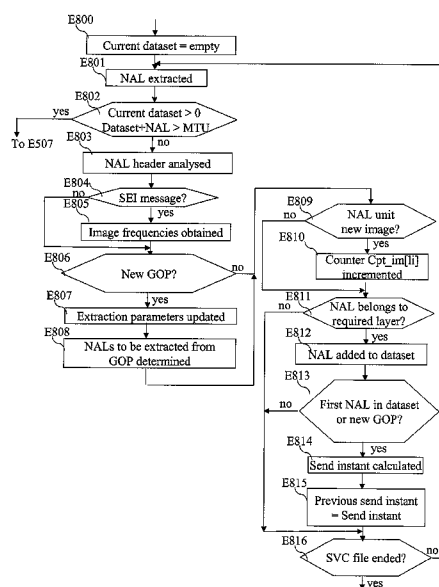 E800
Current dataset = empty
E801
NAL extracted
E802
yes
Current dataset > 0
Dataset+NAL > MTU
To E507
no
E803
NAL header analysed
E804
no
SEI message?
E805
yes
Image frequencies obtained
E806
New GOP?
no
E807
yes
Extraction parameters updated
E808
NALs to be extracted from
GOP determined
E809
no
NAL unit
new image?
E810
yes
Counter Cpt_im[li]
incremented
E811
NAL belongs to
required layer?
no
E812
yes
NAL added to dataset
E813
no
First NAL in dataset
or new GOP?
E814
yes
Send instant calculated
E815
Previous send instant
= Send instant
E816
SVC file ended?
no
yes